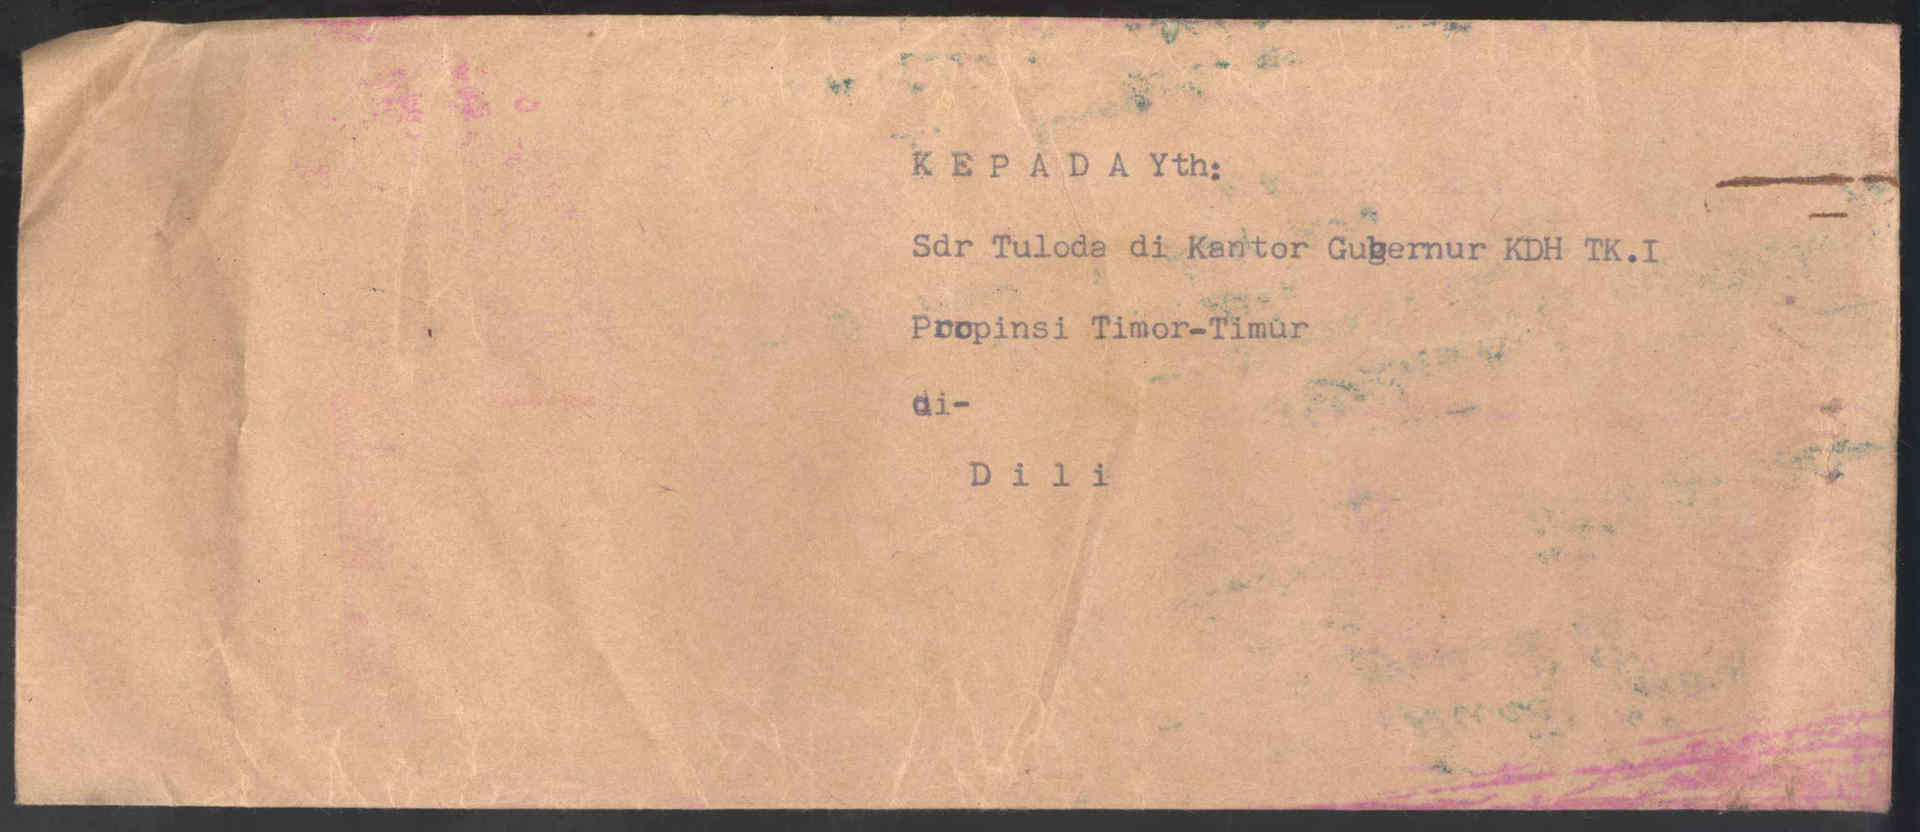 K E P A D A Yth:
Sdr Tuloda di Kantor Gubernur KDH TK.I
Propinsi Timor-Timur
di-
D i l i